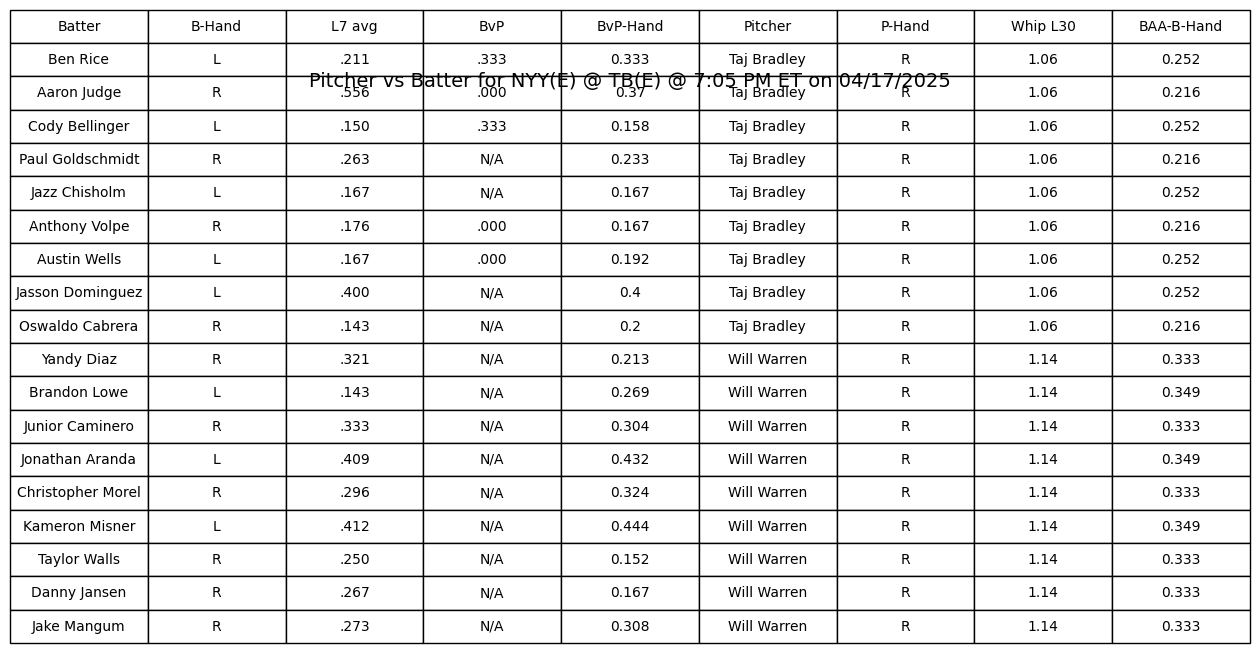 Batter B-Hand L7 avg BvP BvP-Hand Pitcher P-Hand Whip L30 BAA-B-Hand
Ben Rice L .211 .333 0.333 Taj Bradley R 1.06 0.252
Pitcher vs Batter for NYY(E) @ TB(E) @ 7:05 PM ET on 04/17/2025
Aaron Judge R .556 .000 0.37 Taj Bradley R 1.06 0.216
Cody Bellinger L .150 .333 0.158 Taj Bradley R 1.06 0.252
Paul Goldschmidt R .263 N/A 0.233 Taj Bradley R 1.06 0.216
Jazz Chisholm L .167 N/A 0.167 Taj Bradley R 1.06 0.252
Anthony Volpe R .176 .000 0.167 Taj Bradley R 1.06 0.216
Austin Wells L .167 .000 0.192 Taj Bradley R 1.06 0.252
Jasson Dominguez L .400 N/A 0.4 Taj Bradley R 1.06 0.252
Oswaldo Cabrera R .143 N/A 0.2 Taj Bradley R 1.06 0.216
Yandy Diaz R .321 N/A 0.213 Will Warren R 1.14 0.333
Brandon Lowe L .143 N/A 0.269 Will Warren R 1.14 0.349
Junior Caminero R .333 N/A 0.304 Will Warren R 1.14 0.333
Jonathan Aranda L .409 N/A 0.432 Will Warren R 1.14 0.349
Christopher Morel R .296 N/A 0.324 Will Warren R 1.14 0.333
Kameron Misner L .412 N/A 0.444 Will Warren R 1.14 0.349
Taylor Walls R .250 N/A 0.152 Will Warren R 1.14 0.333
Danny Jansen R .267 N/A 0.167 Will Warren R 1.14 0.333
Jake Mangum R .273 N/A 0.308 Will Warren R 1.14 0.333